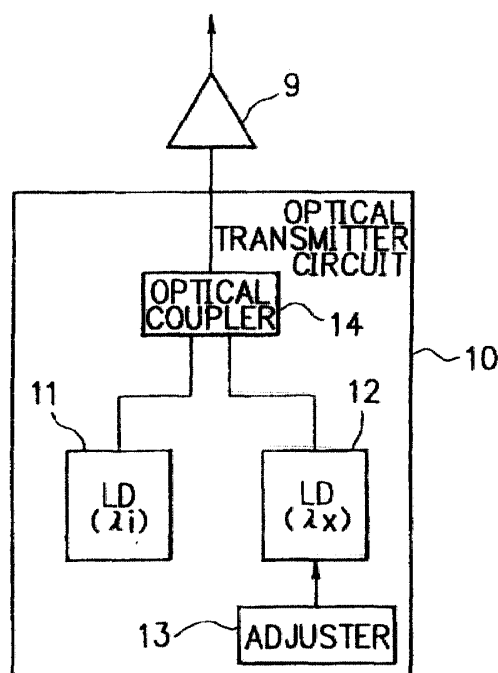 9
OPTICAL
TRANSMITTER
CIRCUIT
OPTICAL
COUPLER
14
10
11
12
LD
(λi)
LD
(λx)
13
ADJUSTER